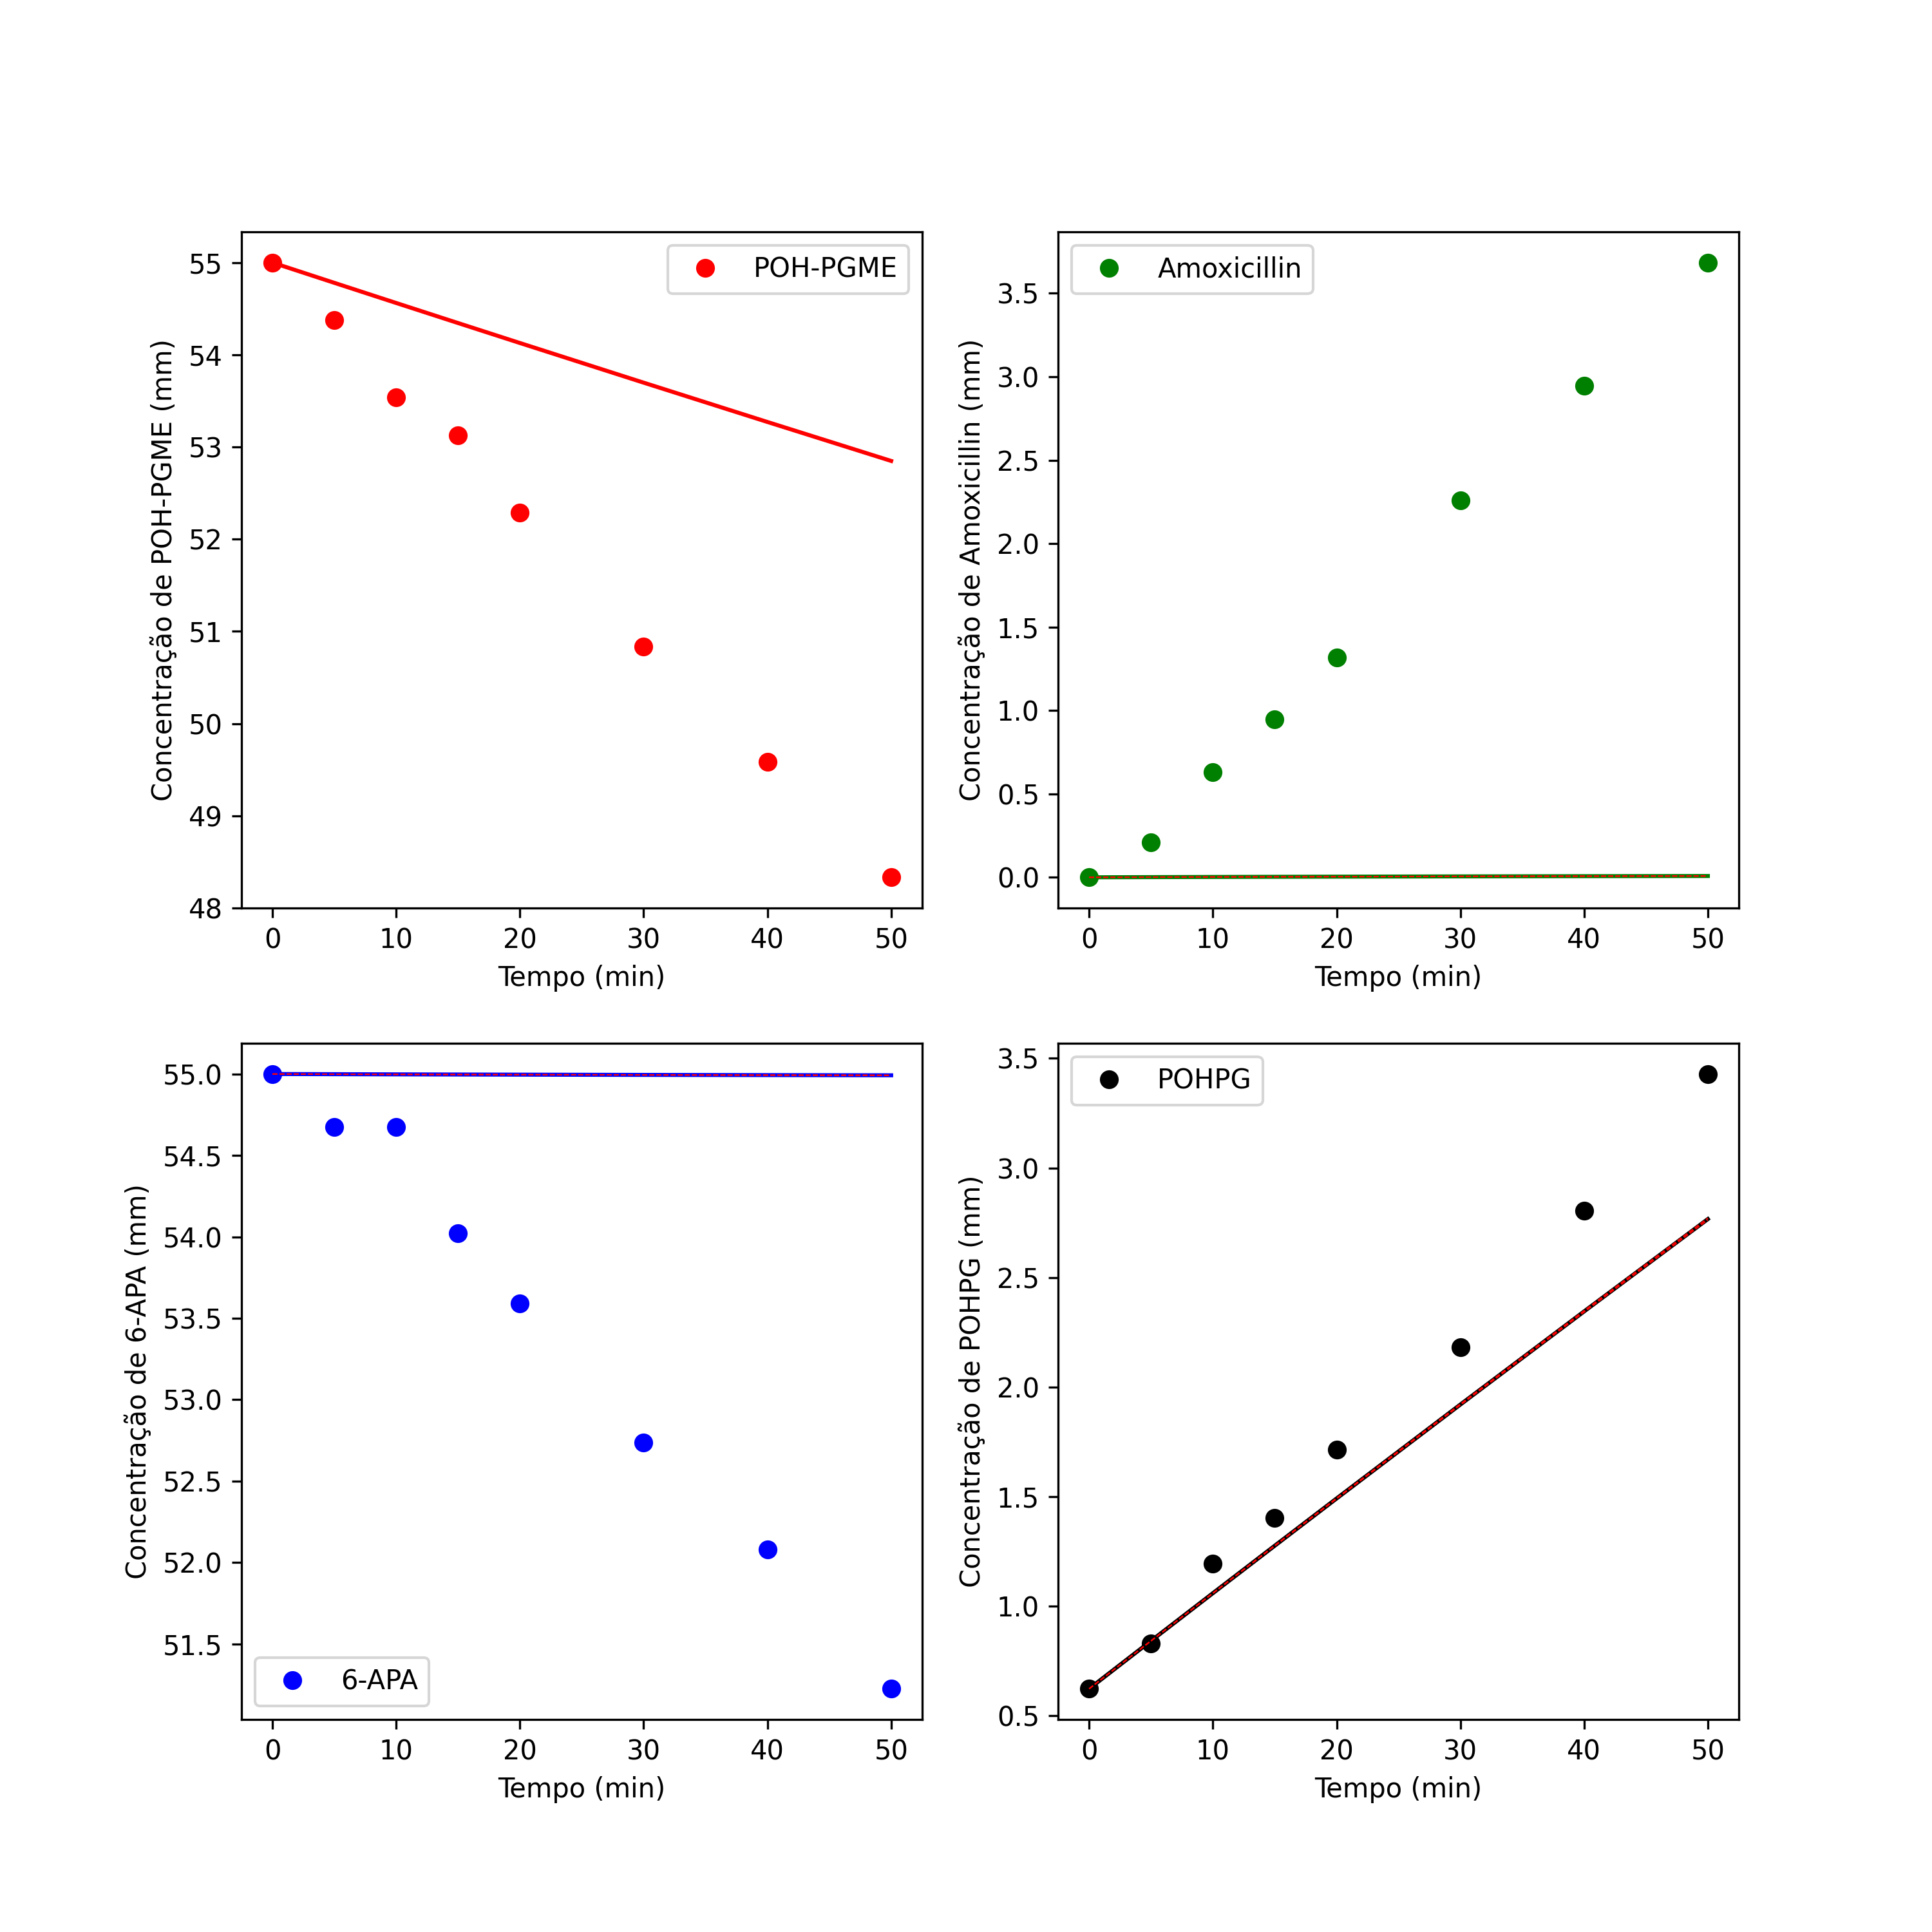 POH-PGME
Concentração de POH-PGME (mm)
55
54
53
52
51
50
49
48
0 10 20 30 40 50
Tempo (min)
Amoxicillin
Concentração de Amoxicillin (mm)
3.5
3.0
2.5
2.0
1.5
1.0
0.5
0.0
0 10 20 30 40 50
Tempo (min)
Concentração de 6-APA (mm)
55.0
54.5
54.0
53.5
53.0
52.5
52.0
51.5
6-APA
0 10 20 30 40 50
Tempo (min)
POHPG
Concentração de POHPG (mm)
3.5
3.0
2.5
2.0
1.5
1.0
0.5
0 10 20 30 40 50
Tempo (min)